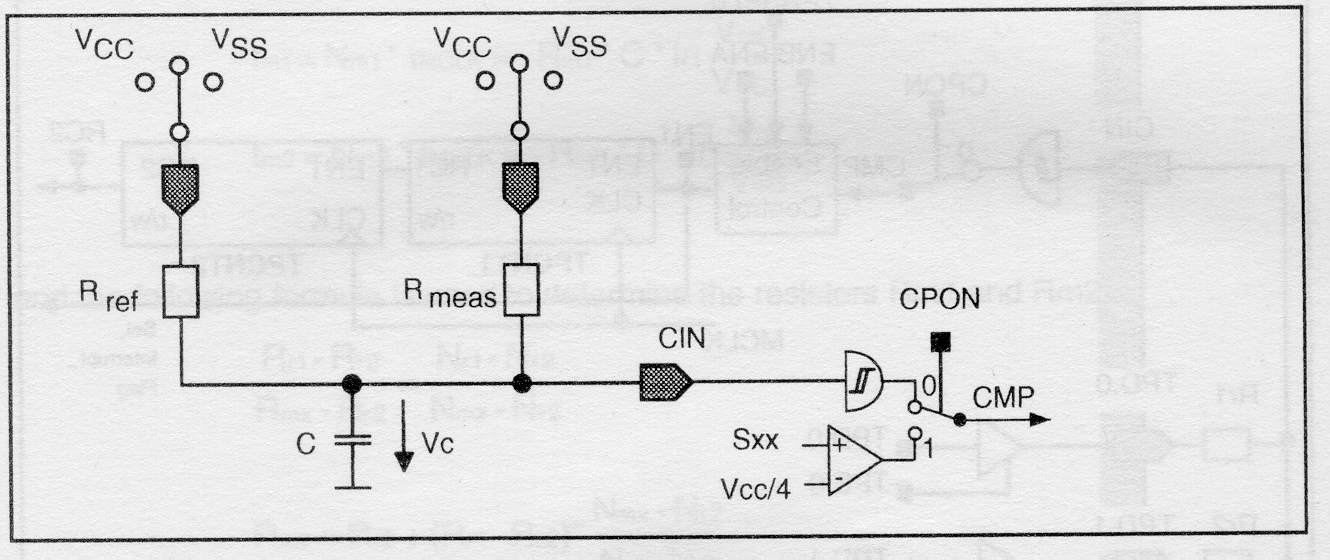 VCC VSS VCC VSS
Rref Rmeas CPON
CIN
0 CMP
C Vc Sxx + 1
Vcc/4 -